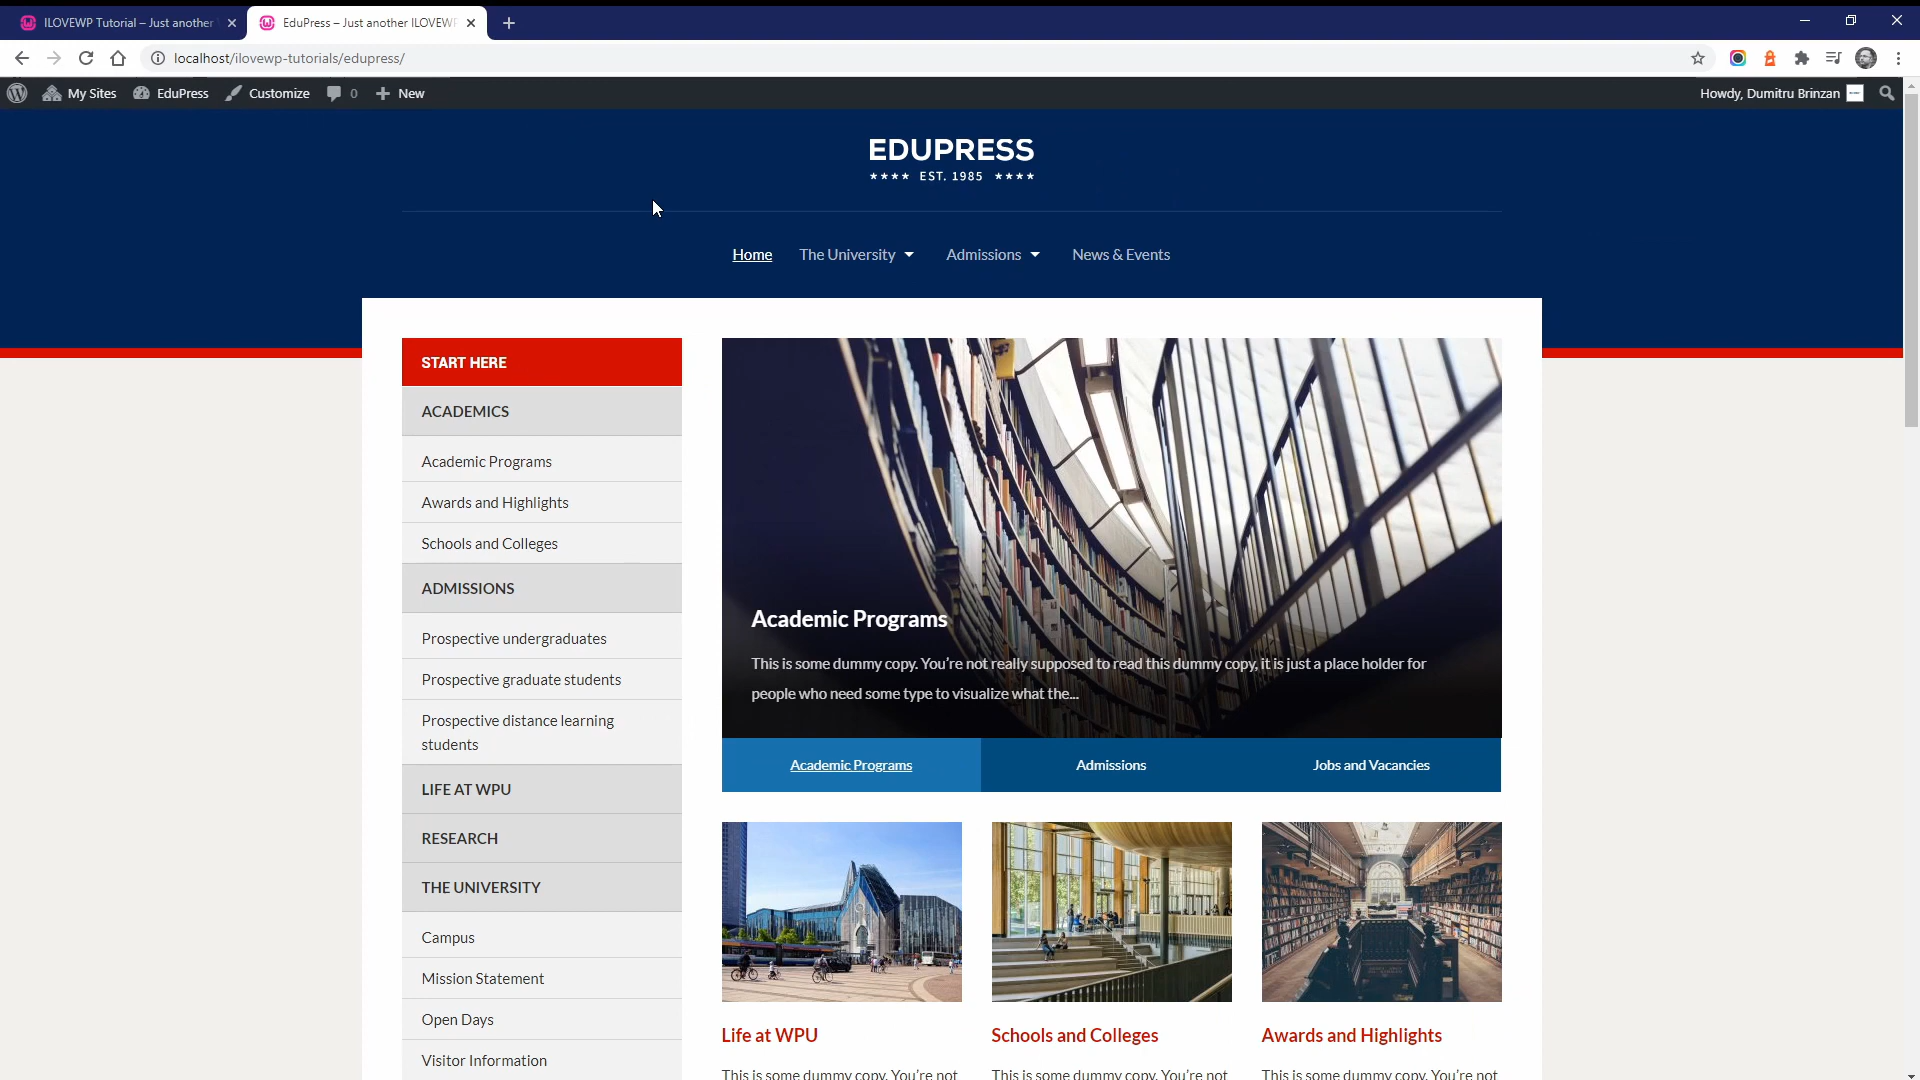 ILOVEWP Tutorial – Just another
EduPress – Just another ILOVEWP
localhost/ilovewp-tutorials/edupress/
My Sites
EduPress
Customize
0
New
Howdy, Dumitru Brinzan
EDUPRESS
**** EST. 1985 ****
Home
The University
Admissions
News & Events
START HERE
ACADEMICS
Academic Programs
Awards and Highlights
Schools and Colleges
ADMISSIONS
Prospective undergraduates
Prospective graduate students
Prospective distance learning
students
LIFE AT WPU
RESEARCH
THE UNIVERSITY
Campus
Mission Statement
Open Days
Visitor Information
Academic Programs
This is some dummy copy. You’re not really supposed to read this dummy copy, it is just a place holder for
people who need some type to visualize what the...
Academic Programs
Admissions
Jobs and Vacancies
Life at WPU
This is some dummy copy. You’re not
Schools and Colleges
This is some dummy copy. You’re not
Awards and Highlights
This is some dummy copy. You’re not